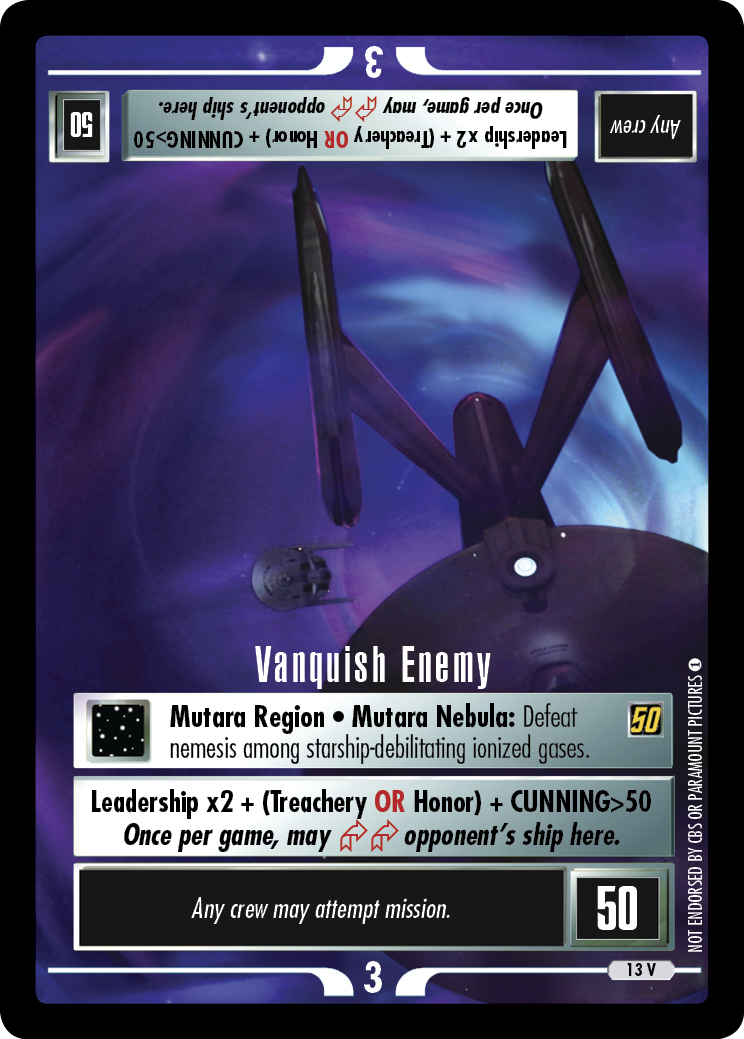 3
Any crew
Leadership x2 + (Treachery OR Honor) + CUNNING>50
Once per game, may opponent's ship here.
50
Vanquish Enemy
Mutara Region • Mutara Nebula: Defeat
nemesis among starship-debilitating ionized gases.
50
Leadership x2 + (Treachery OR Honor) + CUNNING>50
Once per game, may opponent's ship here.
Any crew may attempt mission.
50
3
13 V
NOT ENDORSED BY CBS OR PARAMOUNT PICTURES 1